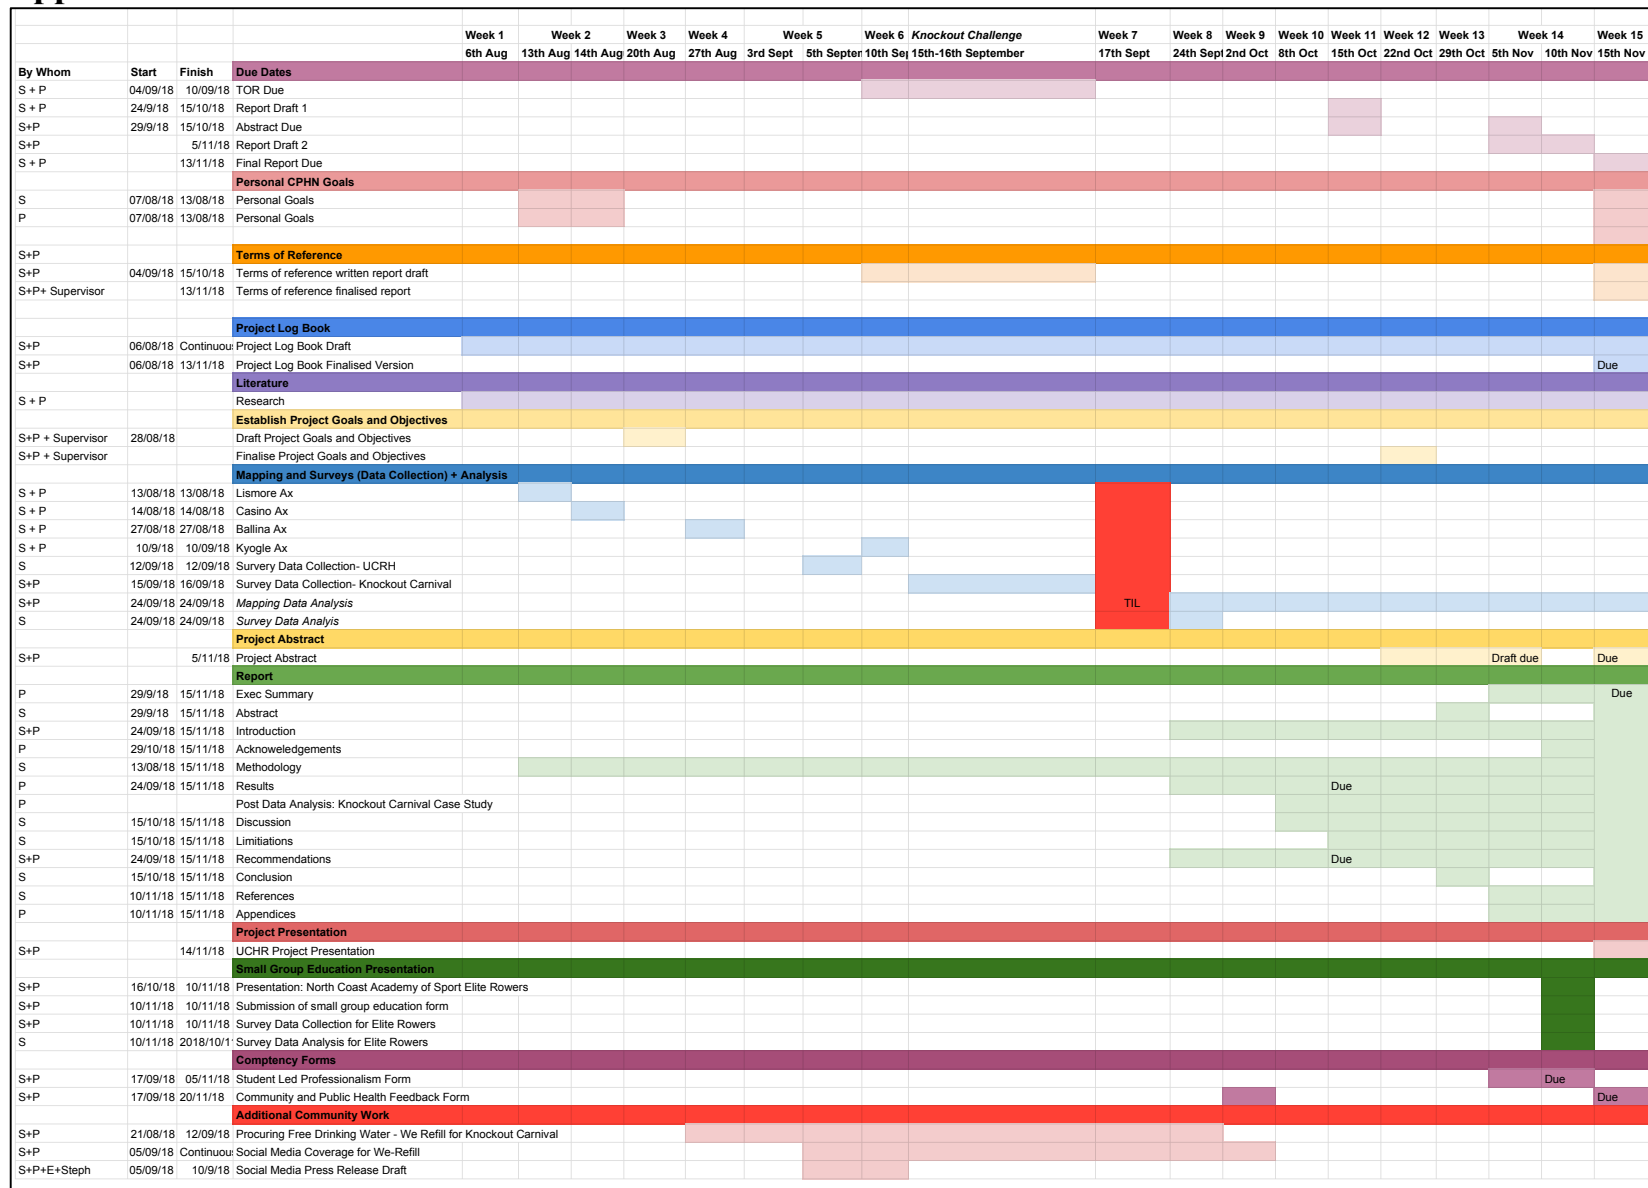 Week 1 Week 2 Week 3 Week 4 Week 5 Week 6 Knockout Challenge Week 7 Week 8 Week 9 Week 10 Week 11 Week 12 Week 13 Week 14 Week 15
6th Aug 13th Aug 14th Aug 20th Aug 27th Aug 3rd Sept 5th Septer 10th Sep 15th-16th September 17th Sept 24th Sept 2nd Oct 8th Oct 15th Oct 22nd Oct 29th Oct 5th Nov 10th Nov 15th Nov
By Whom Start Finish Due Dates
S + P 04/09/18 10/09/18 TOR Due
S + P 24/9/18 15/10/18 Report Draft 1
S+P 29/9/18 15/10/18 Abstract Due
S+P 5/11/18 Report Draft 2
S + P 13/11/18 Final Report Due
Personal CPHN Goals
S 07/08/18 13/08/18 Personal Goals
P 07/08/18 13/08/18 Personal Goals
S+P Terms of Reference
S+P 04/09/18 15/10/18 Terms of reference written report draft
S+P+ Supervisor 13/11/18 Terms of reference finalised report
Project Log Book
S+P 06/08/18 Continuou Project Log Book Draft
S+P 06/08/18 13/11/18 Project Log Book Finalised Version Due
Literature
S + P Research
Establish Project Goals and Objectives
S+P + Supervisor 28/08/18 Draft Project Goals and Objectives
S+P + Supervisor Finalise Project Goals and Objectives
Mapping and Surveys (Data Collection) + Analysis
S + P 13/08/18 13/08/18 Lismore Ax
S + P 14/08/18 14/08/18 Casino Ax
S + P 27/08/18 27/08/18 Ballina Ax
S + P 10/9/18 10/09/18 Kyogle Ax
S 12/09/18 12/09/18 Survery Data Collection- UCRH
S+P 15/09/18 16/09/18 Survey Data Collection- Knockout Carnival
S+P 24/09/18 24/09/18 Mapping Data Analysis TIL
S 24/09/18 24/09/18 Survey Data Analyis
Project Abstract
S+P 5/11/18 Project Abstract Draft due Due
Report
P 29/9/18 15/11/18 Exec Summary Due
S 29/9/18 15/11/18 Abstract
S+P 24/09/18 15/11/18 Introduction
P 29/10/18 15/11/18 Acknoweledgements
S 13/08/18 15/11/18 Methodology
P 24/09/18 15/11/18 Results Due
P Post Data Analysis: Knockout Carnival Case Study
S 15/10/18 15/11/18 Discussion
S 15/10/18 15/11/18 Limitiations
S+P 24/09/18 15/11/18 Recommendations Due
S 15/10/18 15/11/18 Conclusion
S 10/11/18 15/11/18 References
P 10/11/18 15/11/18 Appendices
Project Presentation
S+P 14/11/18 UCHR Project Presentation
Small Group Education Presentation
S+P 16/10/18 10/11/18 Presentation: North Coast Academy of Sport Elite Rowers
S+P 10/11/18 10/11/18 Submission of small group education form
S+P 10/11/18 10/11/18 Survey Data Collection for Elite Rowers
S 10/11/18 2018/10/1 Survey Data Analysis for Elite Rowers
Comptency Forms
S+P 17/09/18 05/11/18 Student Led Professionalism Form Due
S+P 17/09/18 20/11/18 Community and Public Health Feedback Form Due
Additional Community Work
S+P 21/08/18 12/09/18 Procuring Free Drinking Water - We Refill for Knockout Carnival
S+P 05/09/18 Continuou Social Media Coverage for We-Refill
S+P+E+Steph 05/09/18 10/9/18 Social Media Press Release Draft